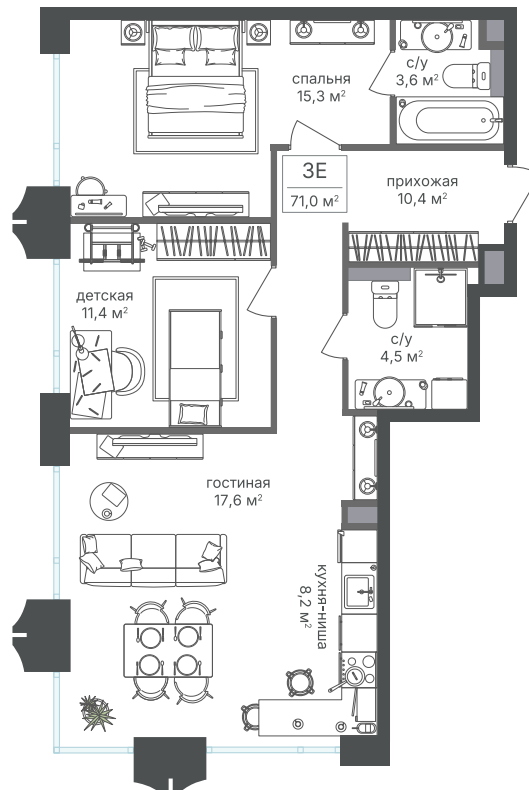 спальня
15,3 м²
с/у
3,6 м²
3Е
71,0 м²
прихожая
10,4 м²
детская
11,4 м²
с/у
4,5 м²
гостиная
17,6 м²
кухня-ниша
8,2 м²